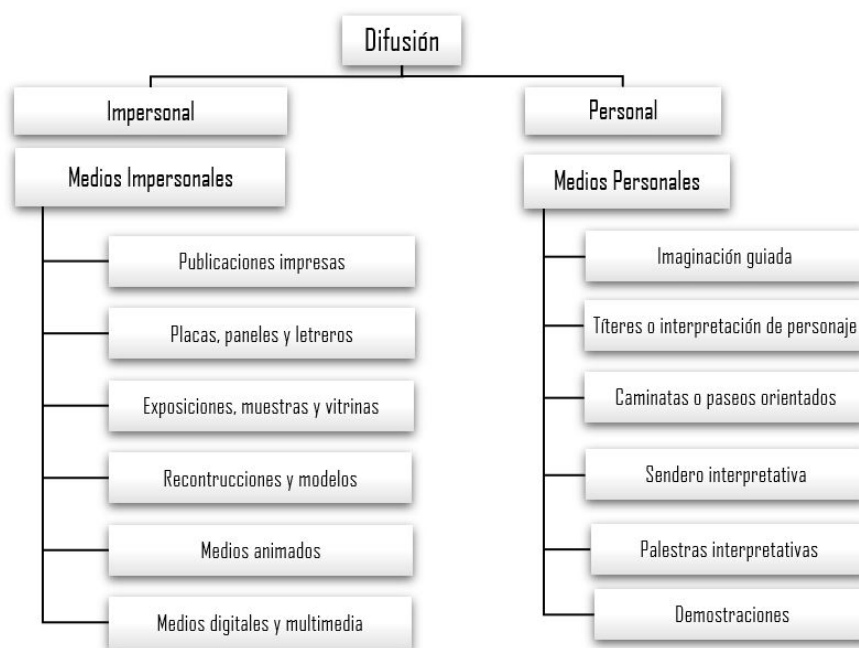 Difusión
Impersonal
Medios Impersonales
Publicaciones impresas
Placas, paneles y letreros
Exposiciones, muestras y vitrinas
Recontrucciones y modelos
Medios animados
Medios digitales y multimedia
Personal
Medios Personales
Imaginación guiada
Títeres o interpretación de personaje
Caminatas o paseos orientados
Sendero interpretativa
Palestras interpretativas
Demostraciones